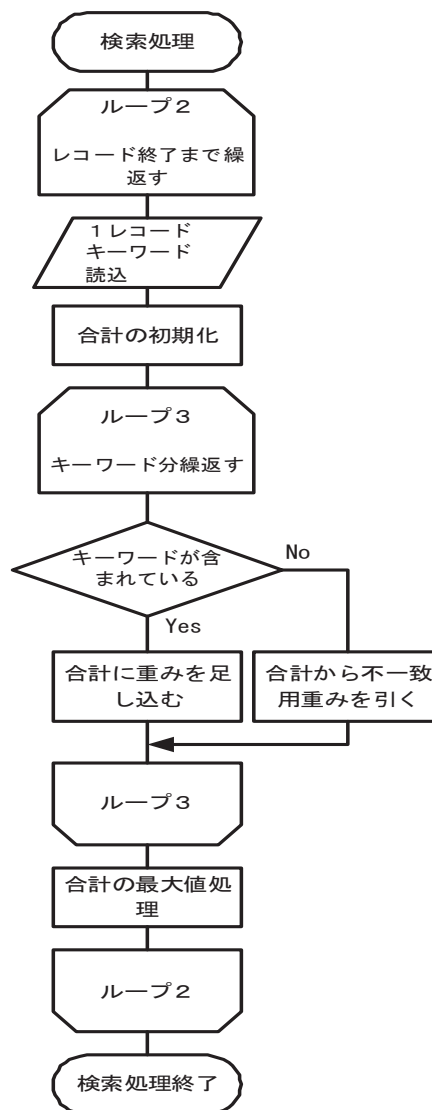 検索処理
ループ2
レコード終了まで繰
返す
1レコード
キーワード
読込
合計の初期化
ループ3
キーワード分繰返す
キーワードが含
まれている
No
Yes
合計に重みを足
し込む
合計から不一致
用重みを引く
ループ3
合計の最大値処
理
ループ2
検索処理終了